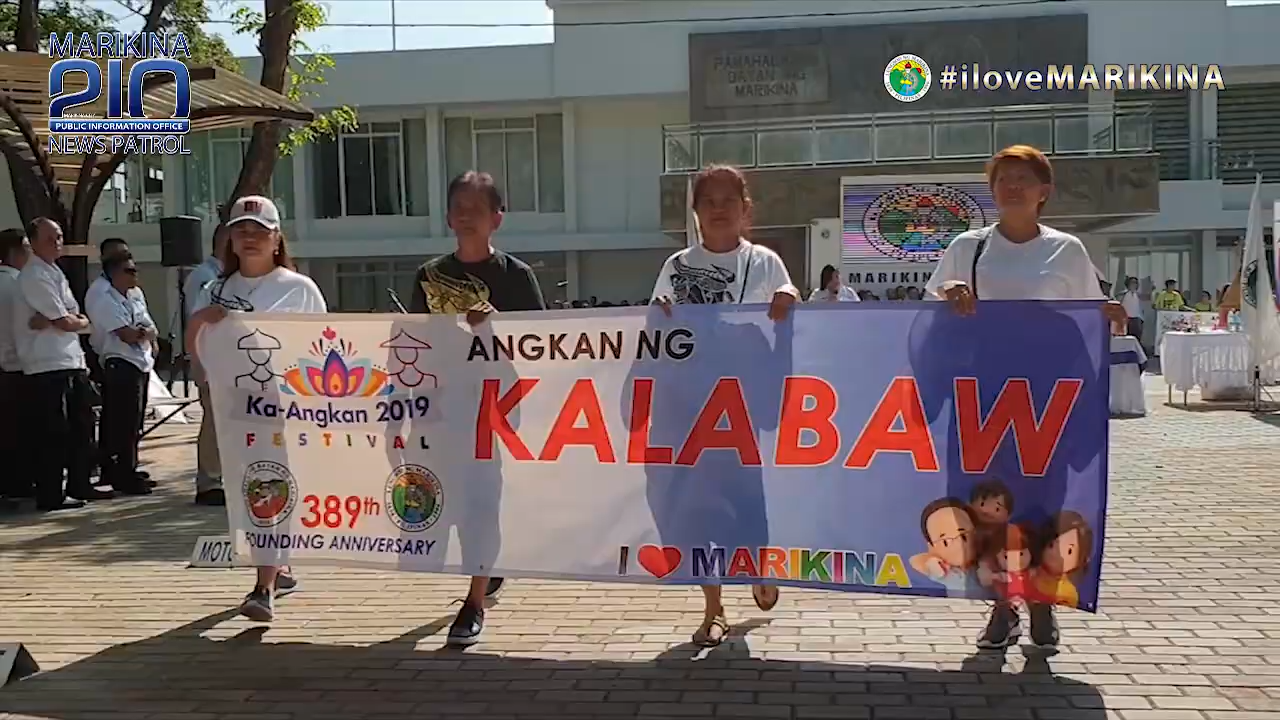 MARIKINA
PIO
PUBLIC INFORMATION OFFICE
NEWS PATROL
#iloveMARIKINA
PAMAHALAANG
BAYAN NG
MARIKINA
MARIKINA
ANGKAN NG
KALABAW
Ka-Angkan 2019
FESTIVAL
389th
FOUNDING ANNIVERSARY
I MARIKINA
MOTO